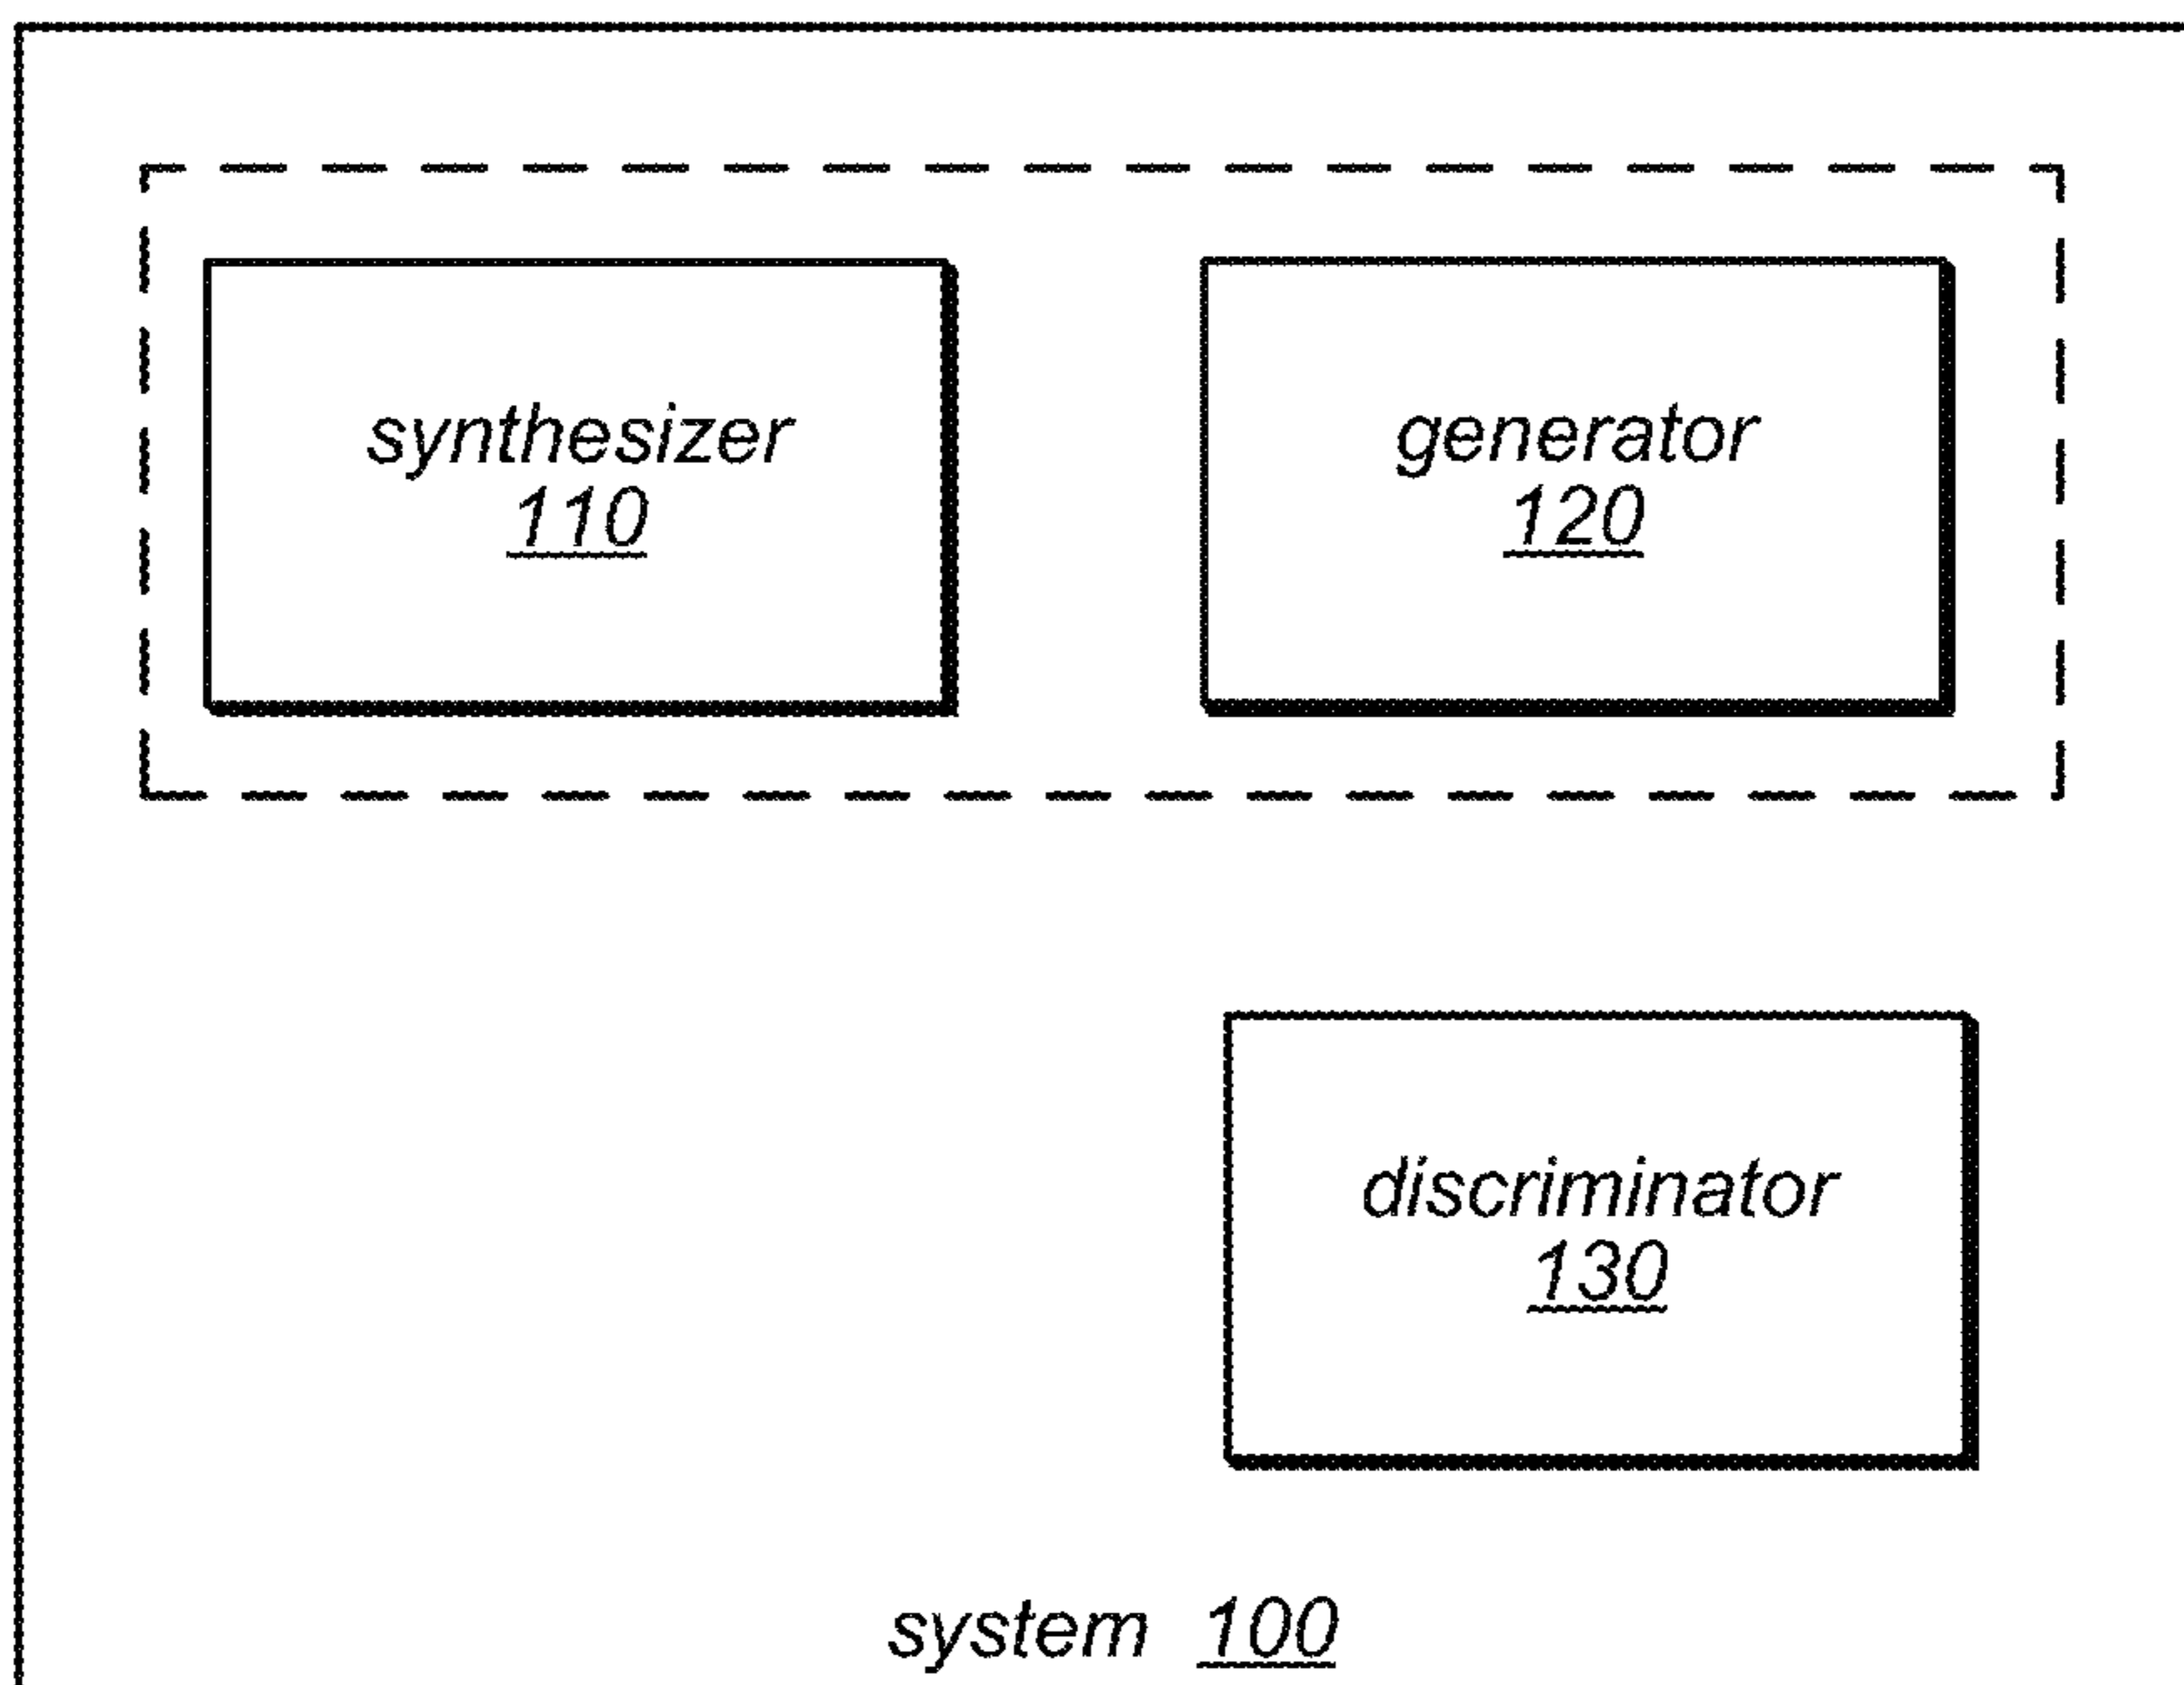 synthesizer
110
generator
120
discriminator
130
system 100